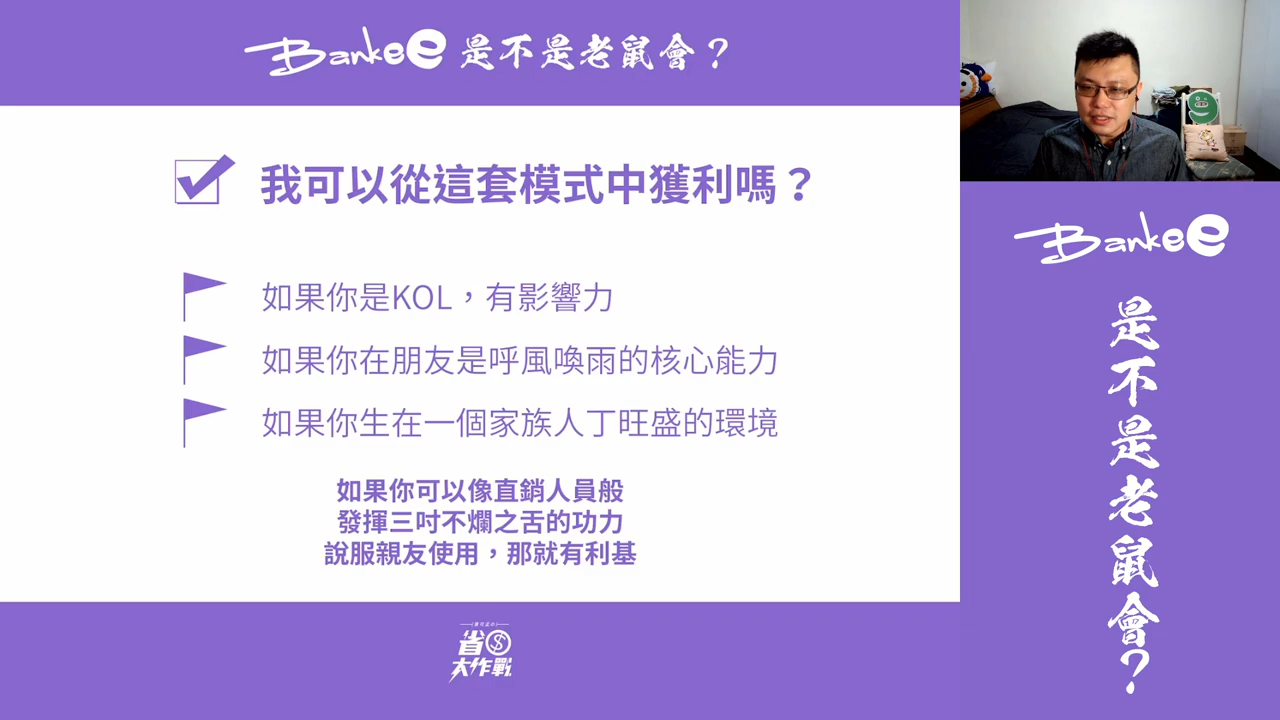 Bankee 是不是老鼠會？
我可以從這套模式中獲利嗎？
如果你是KOL，有影響力
如果你在朋友是呼風喚雨的核心能力
如果你生在一個家族人丁旺盛的環境
如果你可以像直銷人員般
發揮三吋不爛之舌的功力
說服親友使用，那就有利基
省$
大作戰
Bankee
是不是老鼠會？